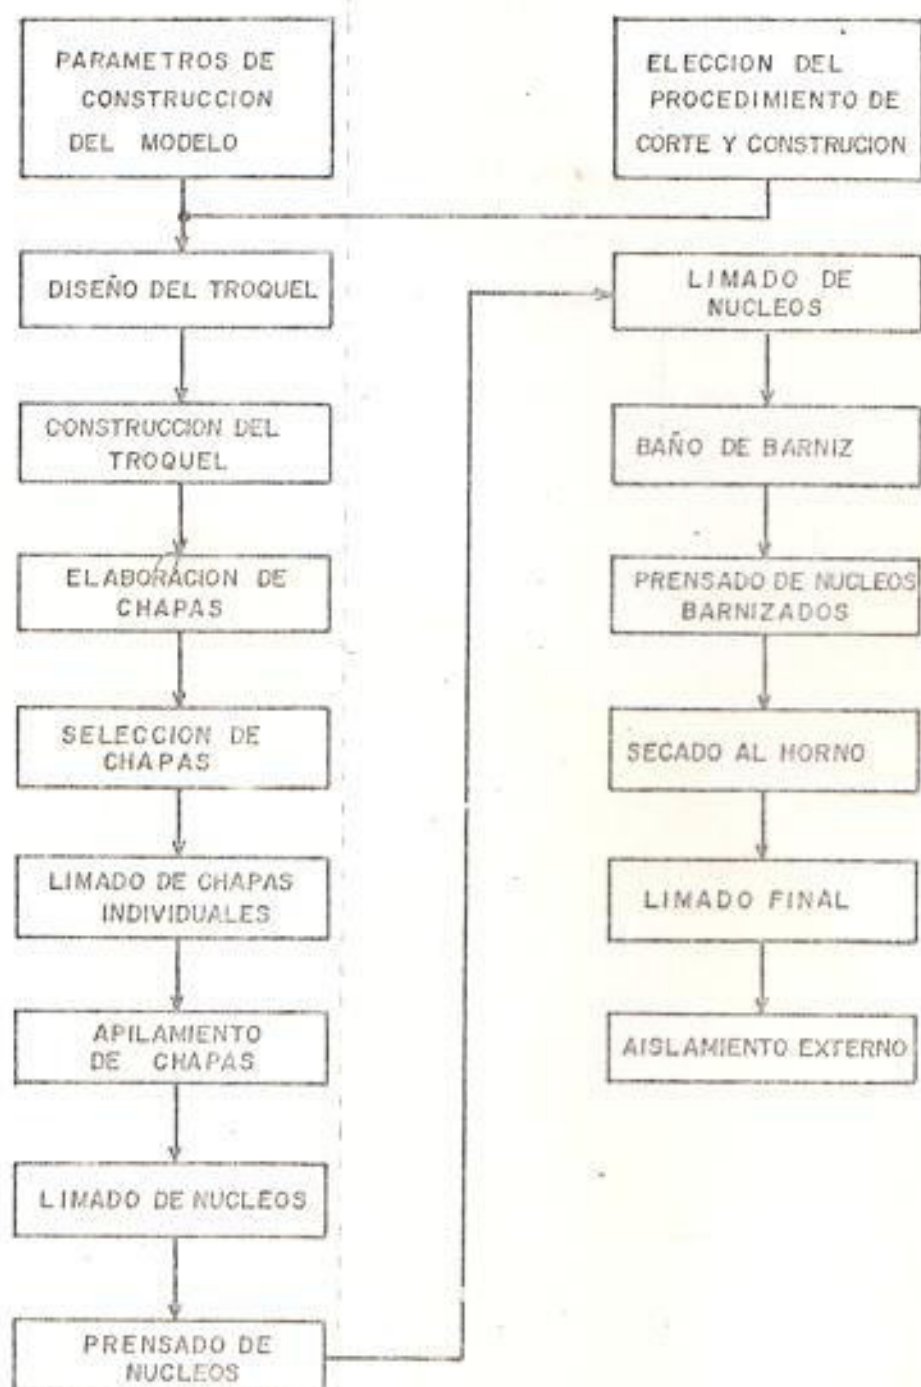 PARAMETROS DE
CONSTRUCCION
DEL MODELO
ELECCION DEL
PROCEDIMIENTO DE
CORTE Y CONSTRUCION
DISEÑO DEL TROQUEL
CONSTRUCCION DEL
TROQUEL
ELABORACION DE
CHAPAS
SELECCION DE
CHAPAS
LIMADO DE CHAPAS
INDIVIDUALES
APILAMIENTO
DE CHAPAS
LIMADO DE NUCLEOS
PRENSADO DE
NUCLEOS
LIMADO DE
NUCLEOS
BAÑO DE BARNIZ
PRENSADO DE NUCLEOS
BARNIZADOS
SECADO AL HORNO
LIMADO FINAL
AISLAMIENTO EXTERNO